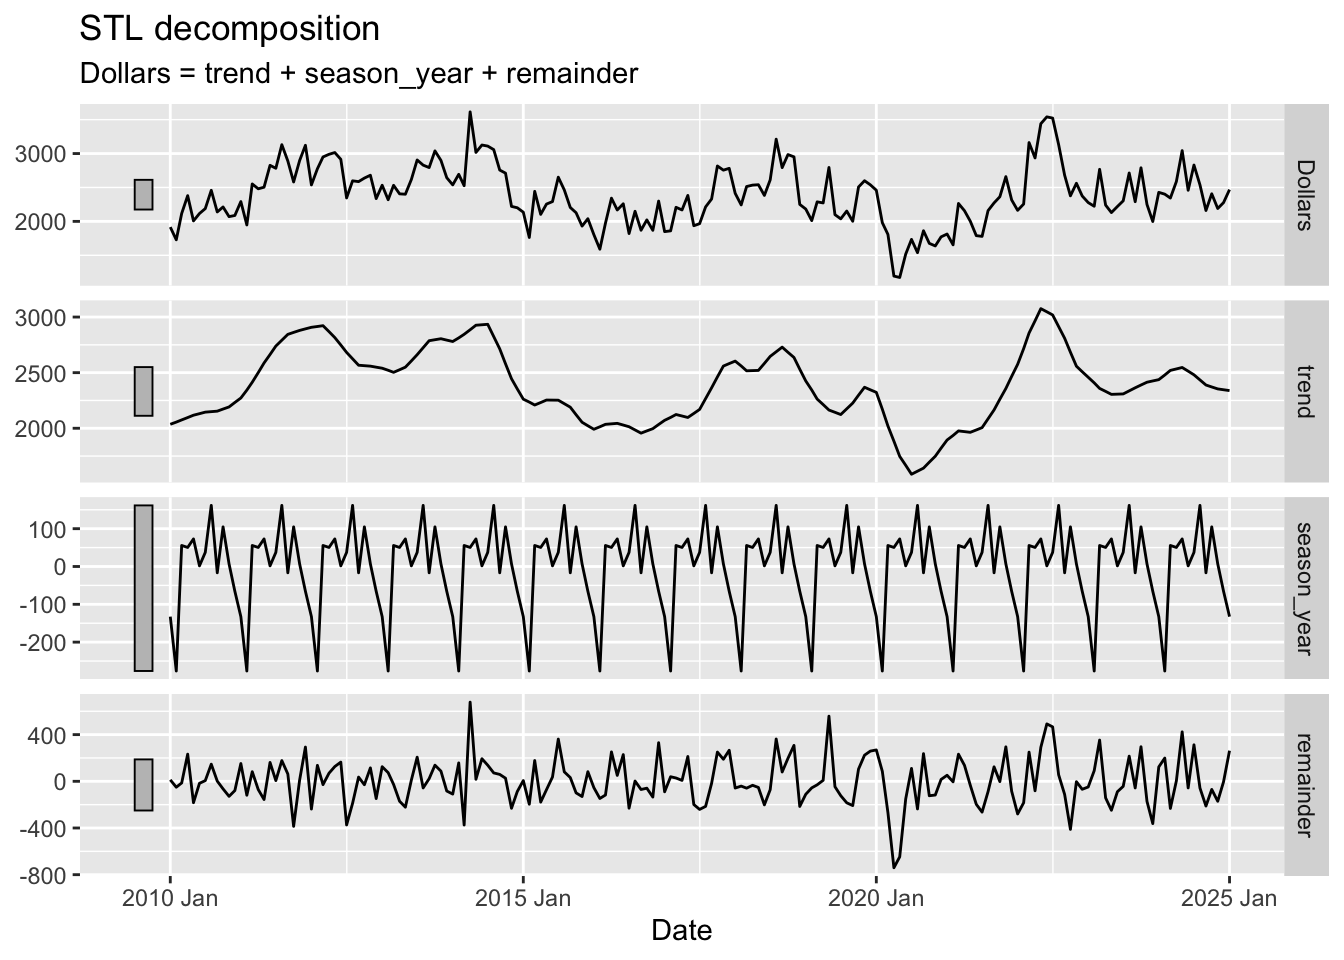 STL decomposition
Dollars = trend + season_year + remainder
3000
2000
Dollars
3000
2500
2000
trend
100
0
-100
-200
season_year
400
0
-400
-800
remainder
2010 Jan
2015 Jan
2020 Jan
2025 Jan
Date